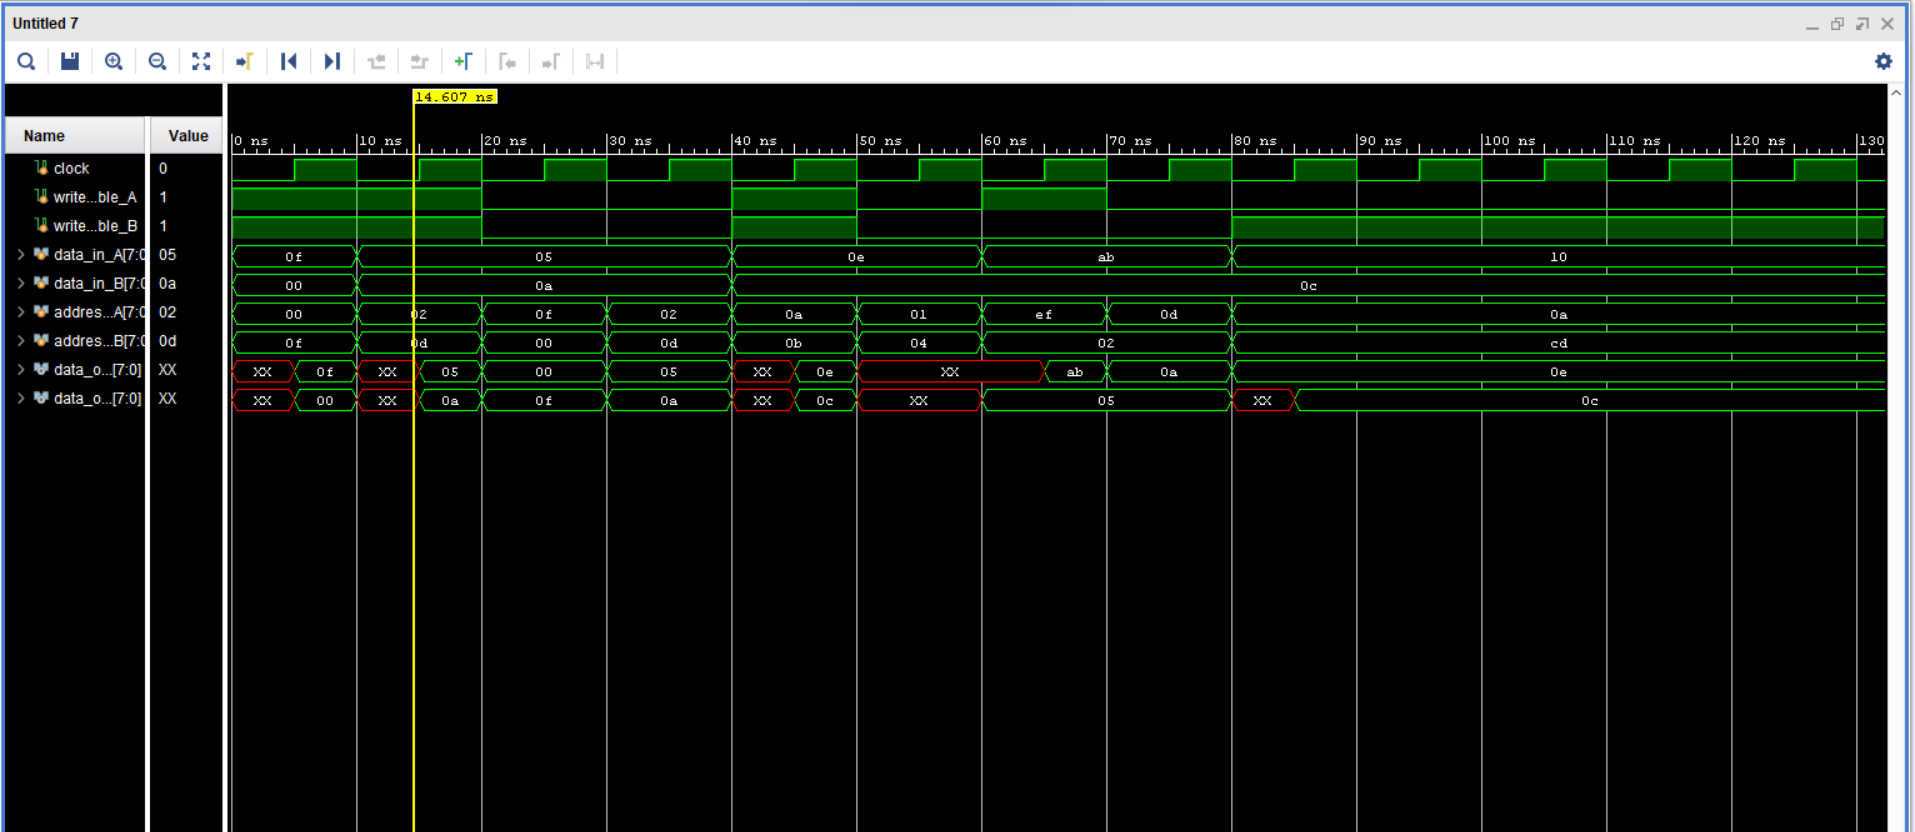 Untitled 7
14.607 ns
Name Value
0 ns 10 ns 20 ns 30 ns 40 ns 50 ns 60 ns 70 ns 80 ns 90 ns 100 ns 110 ns 120 ns 130
clock 0
write...ble_A 1
write...ble_B 1
data_in_A[7:0 05 0f 05 0e ab 10
data_in_B[7:0 0a 00 0a 0c
addres...A[7:0 02 00 02 0f 02 0a 01 ef 0d 0a
addres...B[7:0 0d 0f 0d 00 0d 0b 04 02 cd
data_o...[7:0] XX XX 0f XX 05 00 05 XX 0e XX ab 0a 0e
data_o...[7:0] XX XX 00 XX 0a 0f 0a XX 0c XX 05 XX 0c